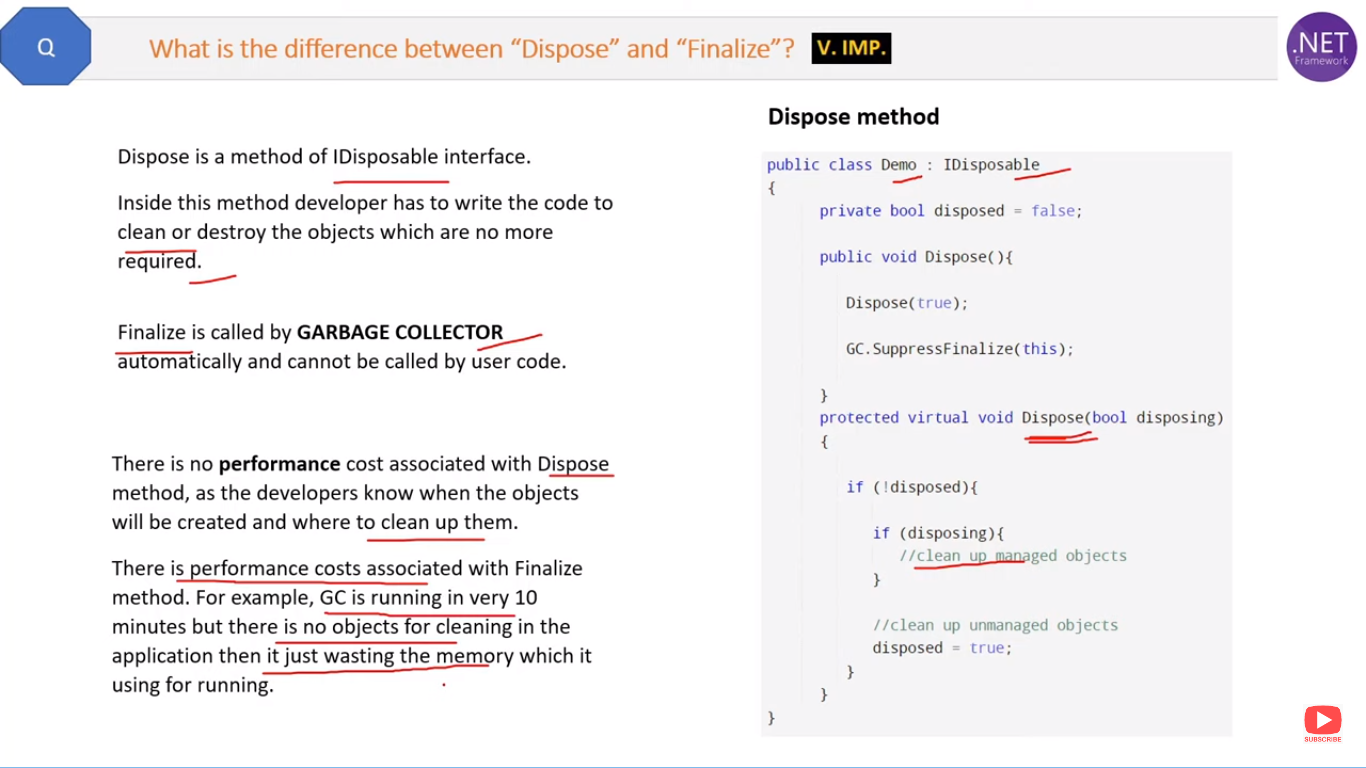 Q
What is the difference between “Dispose” and “Finalize”?
V. IMP.
.NET
Framework
Dispose is a method of IDisposable interface.
Inside this method developer has to write the code to
clean or destroy the objects which are no more
required.
Finalize is called by GARBAGE COLLECTOR
automatically and cannot be called by user code.
There is no performance cost associated with Dispose
method, as the developers know when the objects
will be created and where to clean up them.
There is performance costs associated with Finalize
method. For example, GC is running in very 10
minutes but there is no objects for cleaning in the
application then it just wasting the memory which it
using for running.
Dispose method
public class Demo : IDisposable
{
private bool disposed = false;
public void Dispose(){
Dispose(true);
GC.SuppressFinalize(this);
}
protected virtual void Dispose(bool disposing)
{
if (!disposed){
if (disposing){
//clean up managed objects
}
//clean up unmanaged objects
disposed = true;
}
}
}
SUBSCRIBE